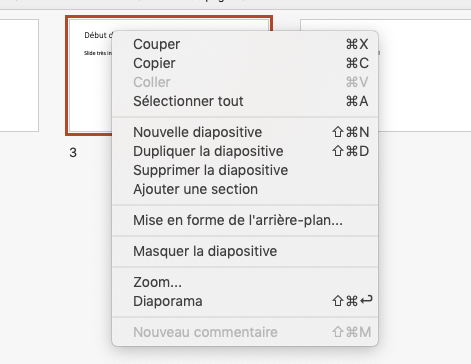 Début d
Slide très in
Couper ⌘X
Copier ⌘C
Coller ⌘V
Sélectionner tout ⌘A
Nouvelle diapositive ⇧⌘N
Dupliquer la diapositive ⇧⌘D
Supprimer la diapositive
Ajouter une section
Mise en forme de l'arrière-plan...
Masquer la diapositive
Zoom...
Diaporama ⇧⌘↩
Nouveau commentaire ⇧⌘M
3